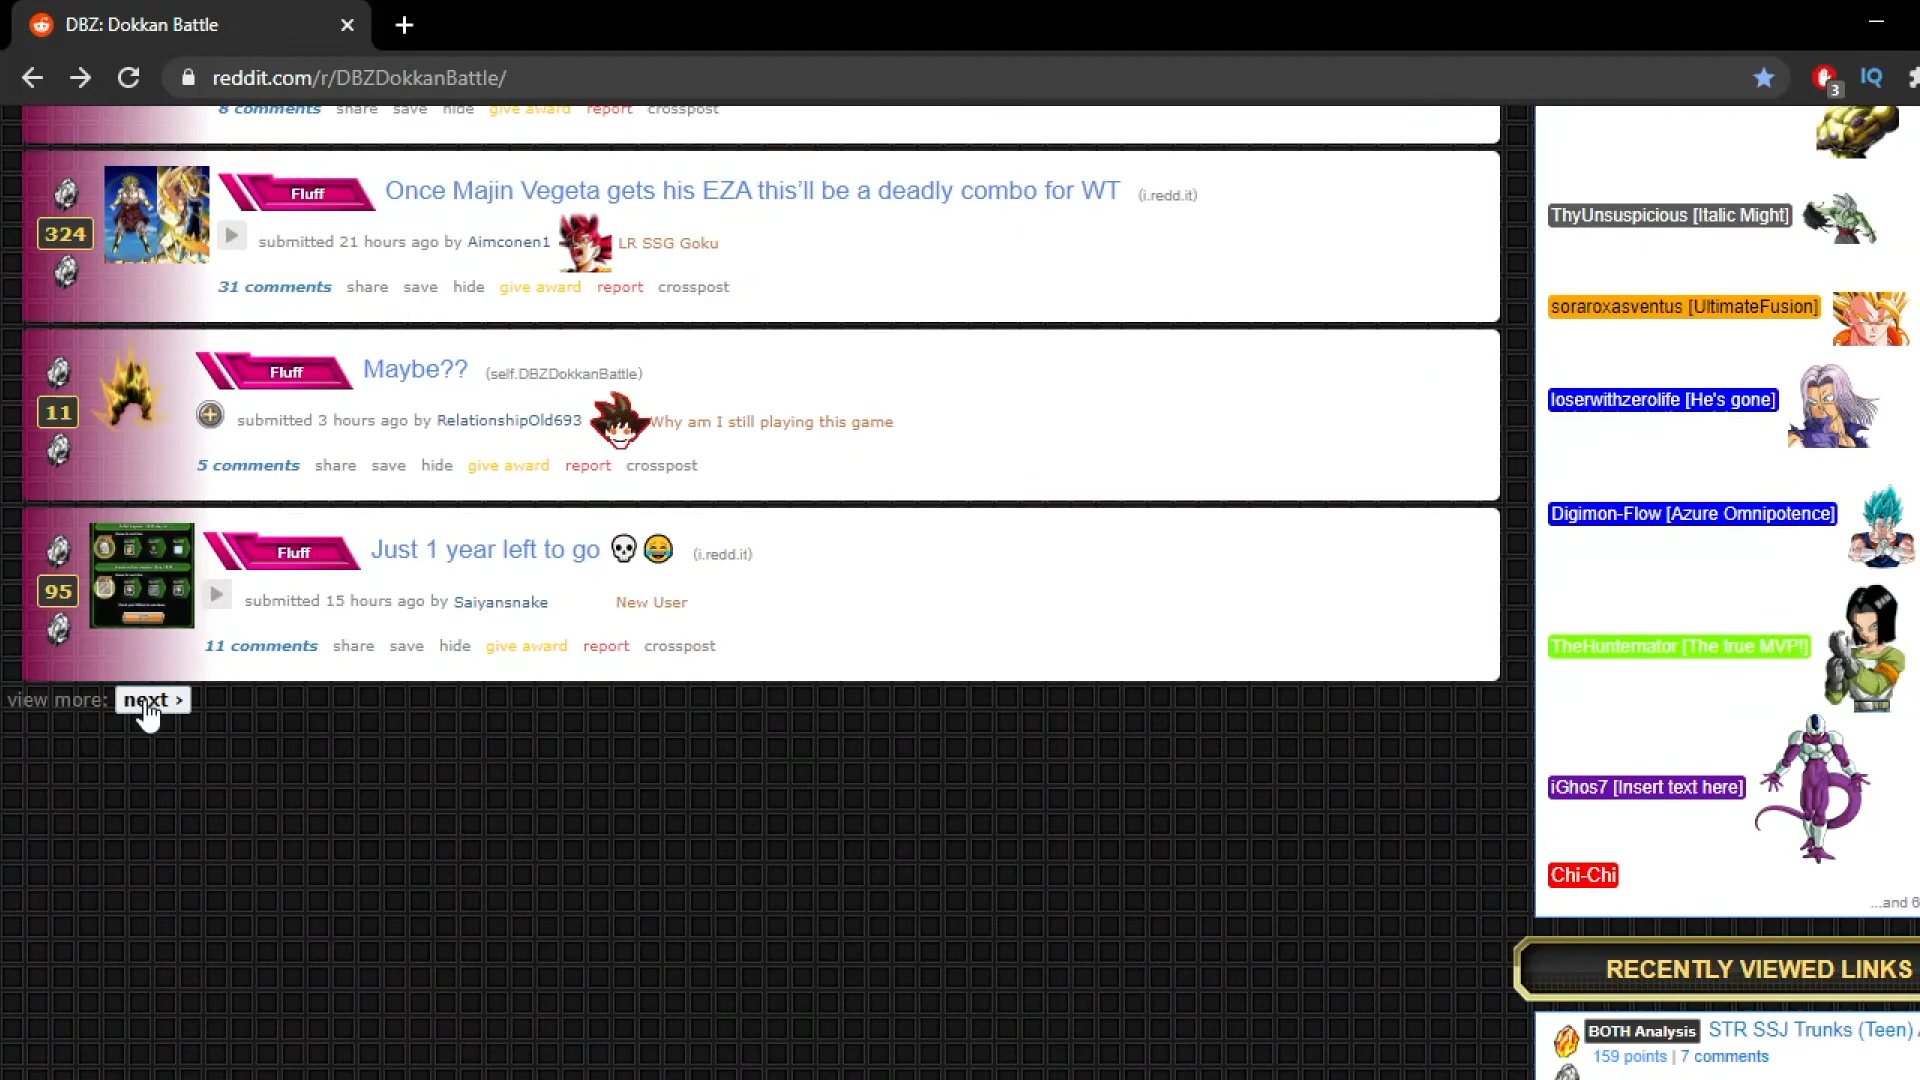 DBZ: Dokkan Battle
reddit.com/r/DBZDokkanBattle/
3
IQ
8 comments share save hide give award report crosspost
324
Fluff Once Majin Vegeta gets his EZA this'll be a deadly combo for WT (i.redd.it)
submitted 21 hours ago by Aimconen1 LR SSG Goku
31 comments share save hide give award report crosspost
11
Fluff Maybe?? (self.DBZDokkanBattle)
submitted 3 hours ago by RelationshipOld693 Why am I still playing this game
5 comments share save hide give award report crosspost
95
Fluff Just 1 year left to go 💀😂 (i.redd.it)
submitted 15 hours ago by Saiyansnake New User
11 comments share save hide give award report crosspost
view more: next ›
ThyUnsuspicious [Italic Might]
soraroxasventus [UltimateFusion]
loserwithzerolife [He's gone]
Digimon-Flow [Azure Omnipotence]
TheHunternator [The true MVP!]
iGhos7 [Insert text here]
Chi-Chi
...and 6
RECENTLY VIEWED LINKS
BOTH Analysis STR SSJ Trunks (Teen)
159 points | 7 comments